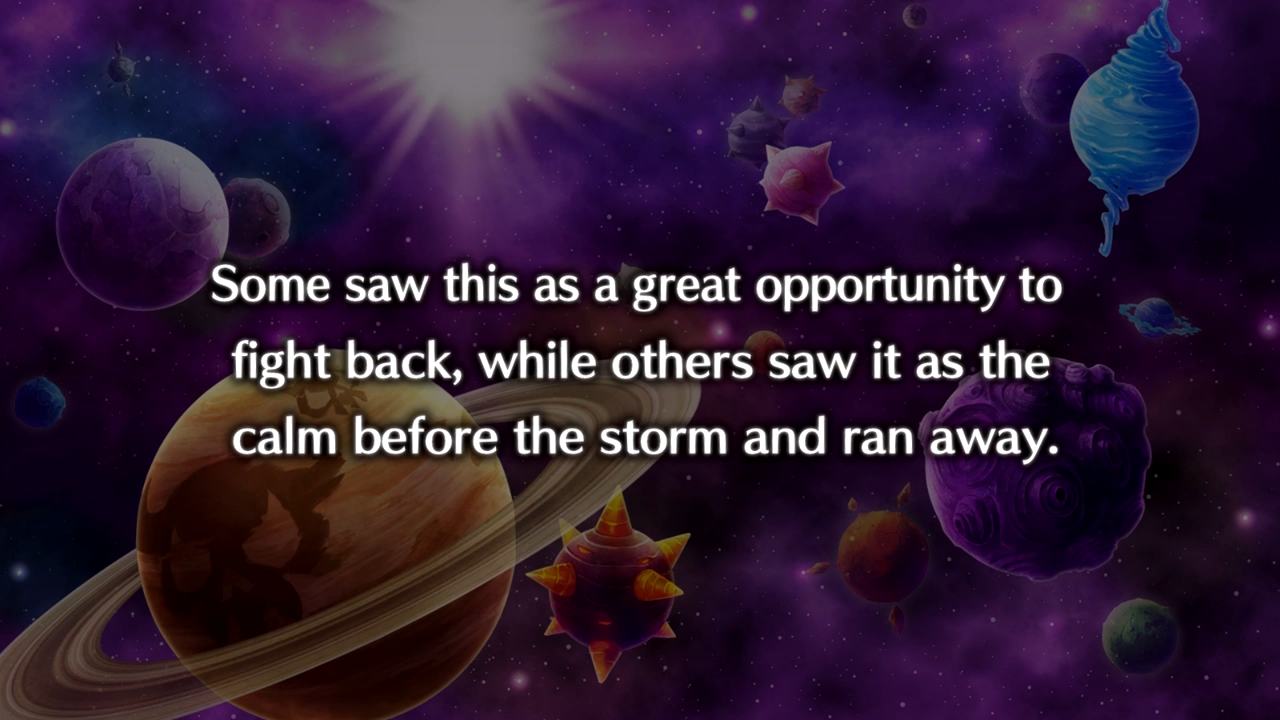 Some saw this as a great opportunity to
fight back, while others saw it as the
calm before the storm and ran away.